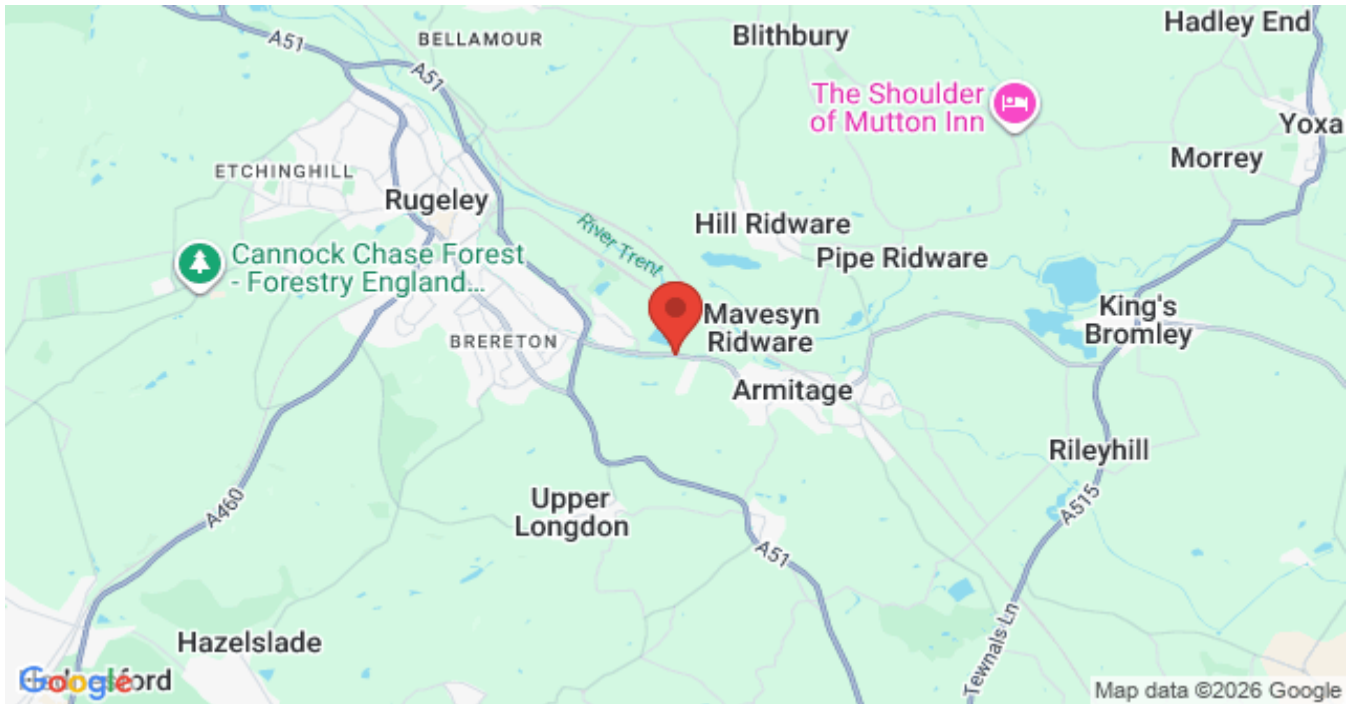 A51
BELLAMOUR
A51
Blithbury
Hadley End
The Shoulder
of Mutton Inn
Yoxa
Morrey
ETCHINGHILL
Rugeley
River Trent
Hill Ridware
Pipe Ridware
Cannock Chase Forest
- Forestry England...
Mavesyn
Ridware
King's
Bromley
BRERETON
Armitage
Rileyhill
A460
Upper
Longdon
A515
A51
Tewnals Ln
Hazelslade
Google
Map data ©2026 Google